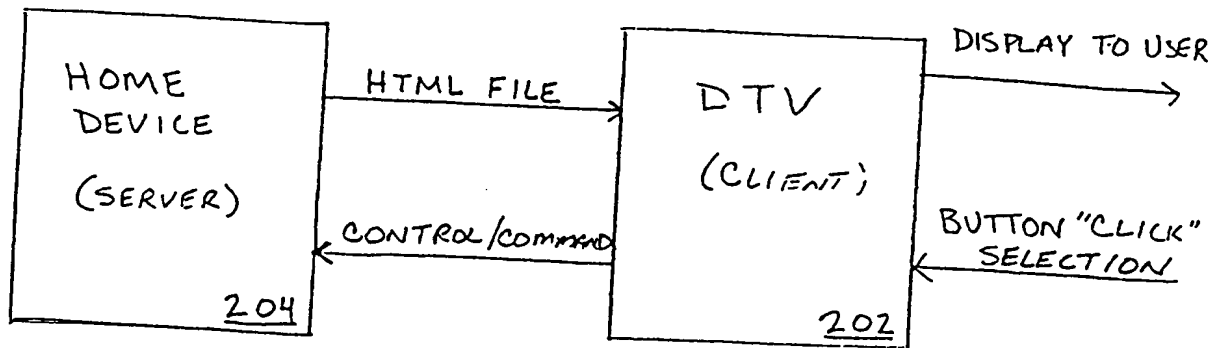 HOME
DEVICE
(SERVER)
204
HTML FILE
CONTROL/COMMAND
DTV
(CLIENT)
202
DISPLAY TO USER
BUTTON "CLICK"
SELECTION